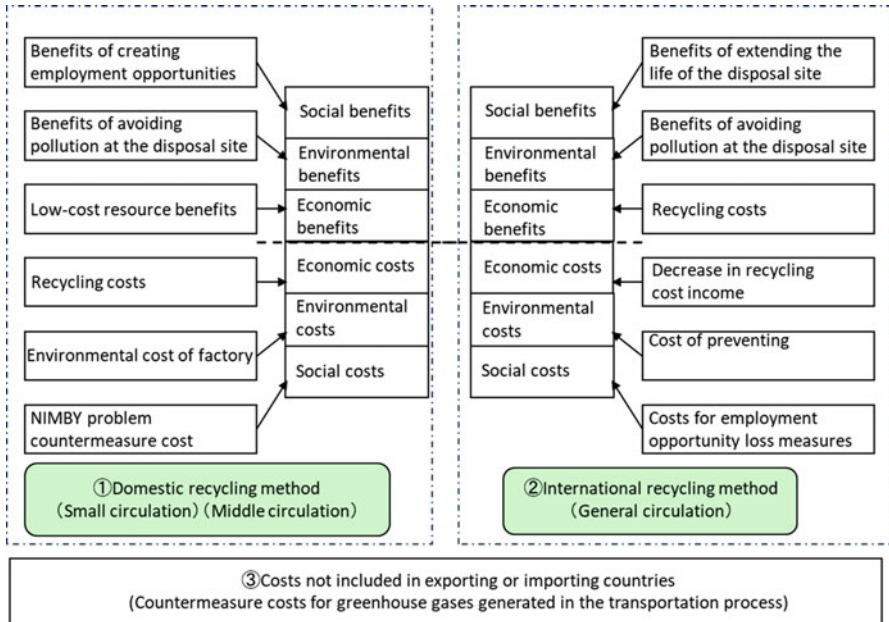 Benefits of creating
employment opportunities
Benefits of avoiding
pollution at the disposal site
Low-cost resource benefits
Recycling costs
Environmental cost of factory
NIMBY problem
countermeasure cost
Social benefits
Environmental
benefits
Economic
benefits
Economic costs
Environmental
costs
Social costs
①Domestic recycling method
（Small circulation）（Middle circulation）
Social benefits
Environmental
benefits
Economic
benefits
Economic costs
Environmental
costs
Social costs
Benefits of extending the
life of the disposal site
Benefits of avoiding
pollution at the disposal site
Recycling costs
Decrease in recycling
cost income
Cost of preventing
Costs for employment
opportunity loss measures
②International recycling method
（General circulation）
③Costs not included in exporting or importing countries
(Countermeasure costs for greenhouse gases generated in the transportation process)